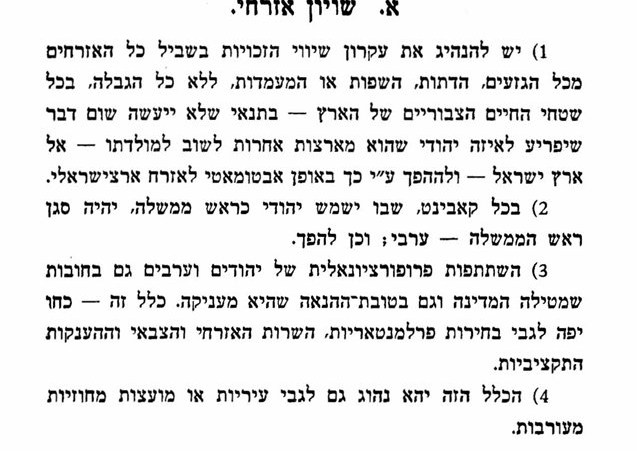 א. שויון אזרחי.
1) יש להנהיג את עקרון שיווי הזכויות בשביל כל האזרחים
מכל הגזעים, הדתות, השפות או המעמדות, ללא כל הגבלה, בכל
שטחי החיים הצבוריים של הארץ — בתנאי שלא ייעשה שום דבר
שיפריע לאיזה יהודי שהוא מארצות אחרות לשוב למולדתו — אל
ארץ ישראל — ולההפך ע״י כך באופן אבטומאטי לאזרח ארצישראלי.
2) בכל קאבינט, שבו ישמש יהודי כראש ממשלה, יהיה סגן
ראש הממשלה — ערבי; וכן להפך.
3) השתתפות פרופורציונאלית של יהודים וערבים גם בחובות
שמטילה המדינה וגם בטובת־ההנאה שהיא מעניקה. כלל זה — כחו
יפה לגבי בחירות פרלמנטאריות, השרות האזרחי והצבאי וההענקות
התקציביות.
4) הכלל הזה יהא נהוג גם לגבי עיריות או מועצות מחוזיות
מעורבות.